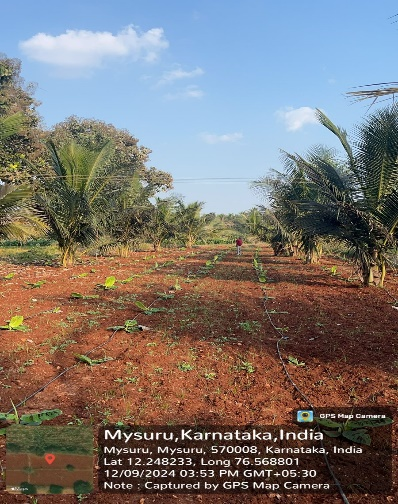 GPS Map Camera
Mysuru,Karnataka,India
Mysuru, Mysuru, 570008, Karnataka, India
Lat 12.248233, Long 76.568801
12/09/2024 03:53 PM GMT+05:30
Note : Captured by GPS Map Camera